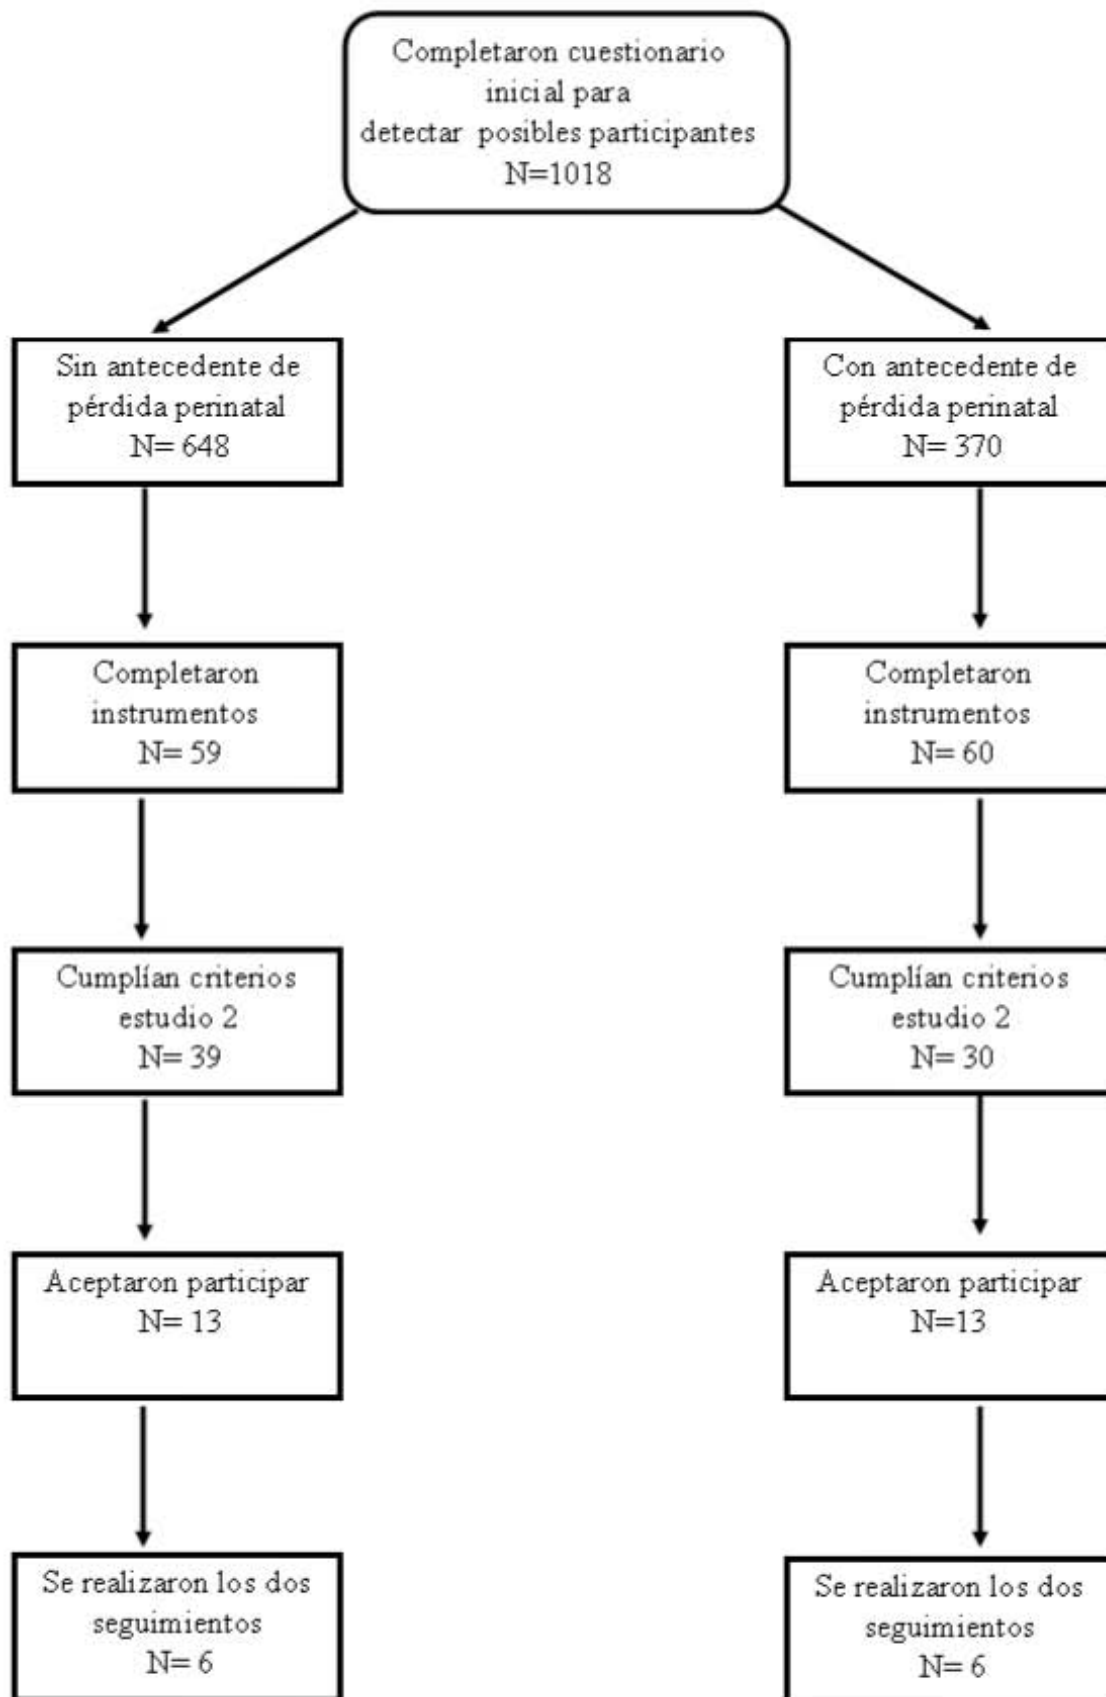 Completaron cuestionario
inicial para
detectar posibles participantes
N=1018
Sin antecedente de
pérdida perinatal
N= 648
Con antecedente de
pérdida perinatal
N= 370
Completaron
instrumentos
N= 59
Completaron
instrumentos
N= 60
Cumplían criterios
estudio 2
N= 39
Cumplían criterios
estudio 2
N= 30
Aceptaron participar
N= 13
Aceptaron participar
N=13
Se realizaron los dos
seguimientos
N= 6
Se realizaron los dos
seguimientos
N= 6